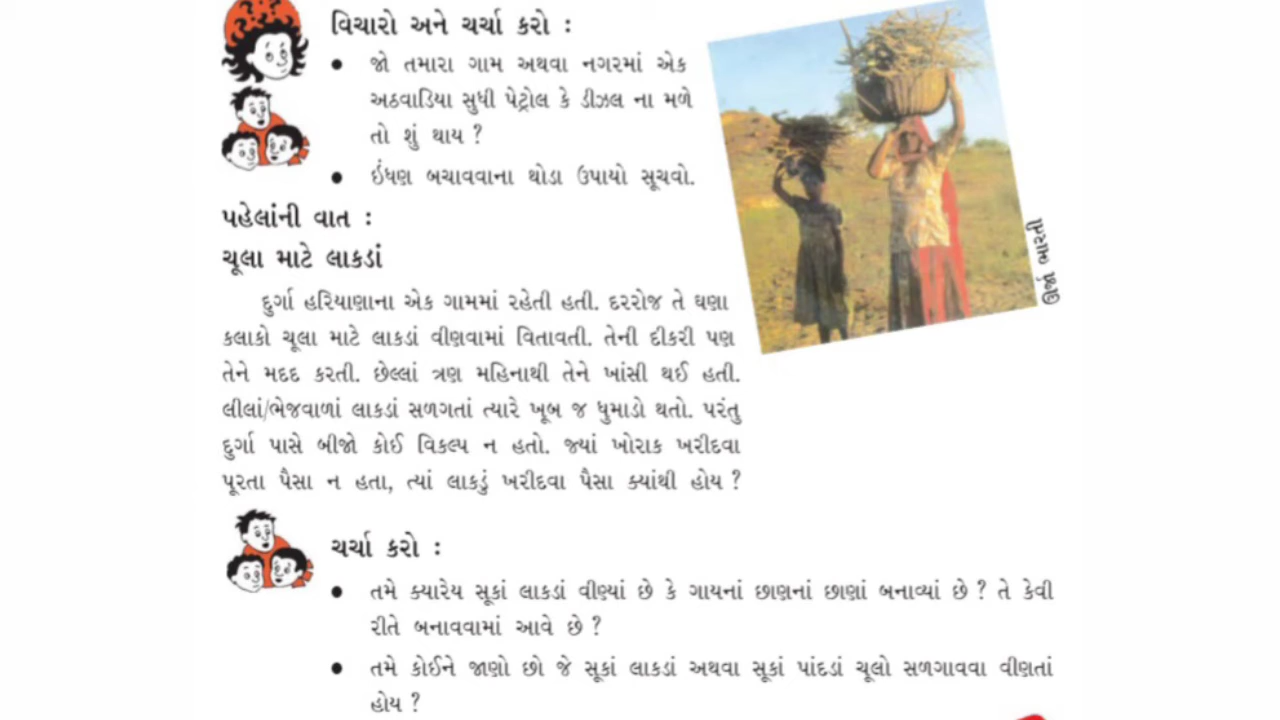 વિચારો અને ચર્ચા કરો :
● જો તમારા ગામ અથવા નગરમાં એક
અઠવાડિયા સુધી પેટ્રોલ કે ડીઝલ ના મળે
તો શું થાય ?
● ઇંધણ બચાવવાના થોડા ઉપાયો સૂચવો.
પહેલાંની વાત :
ચૂલા માટે લાકડાં
દુર્ગા હરિયાણાના એક ગામમાં રહેતી હતી. દરરોજ તે ઘણા
કલાકો ચૂલા માટે લાકડાં વીણવામાં વિતાવતી. તેની દીકરી પણ
તેને મદદ કરતી. છેલ્લાં ત્રણ મહિનાથી તેને ખાંસી થઈ હતી.
લીલાં/ભેજવાળાં લાકડાં સળગતાં ત્યારે ખૂબ જ ધુમાડો થતો. પરંતુ
દુર્ગા પાસે બીજો કોઈ વિકલ્પ ન હતો. જ્યાં ખોરાક ખરીદવા
પૂરતા પૈસા ન હતા, ત્યાં લાકડું ખરીદવા પૈસા ક્યાંથી હોય ?
ઊર્જા ભારતી
ચર્ચા કરો :
● તમે ક્યારેય સૂકાં લાકડાં વીણ્યાં છે કે ગાયનાં છાણનાં છાણાં બનાવ્યાં છે ? તે કેવી
રીતે બનાવવામાં આવે છે ?
● તમે કોઈને જાણો છો જે સૂકાં લાકડાં અથવા સૂકાં પાંદડાં ચૂલો સળગાવવા વીણતાં
હોય ?